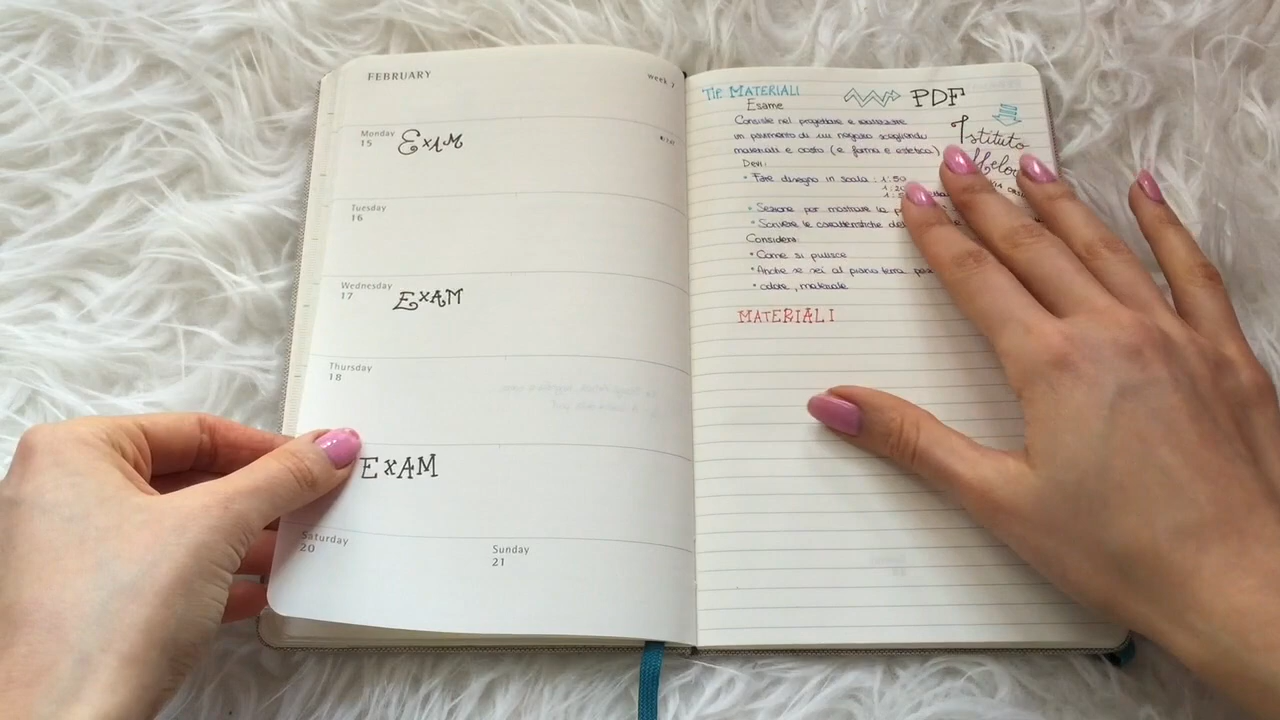 FEBRUARY
week 7
Monday
15
EXAM
Tuesday
16
Wednesday
17
EXAM
Thursday
18
EXAM
Saturday
20
Sunday
21
TIP. MATERIALI
PDF
Esame
Consiste nel progettare e realizzare
un pavimento di un negozio scegliendo
materiali e costo (e forma e estetica)
Istituto
Devi:
• Fare disegno in scala: 1:50
• Sezione per mostrare la
• Scrivere le caratteristiche
Considera:
• Come si pulisce
• Anche se sei al piano terra
• colore, materiale
MATERIALI